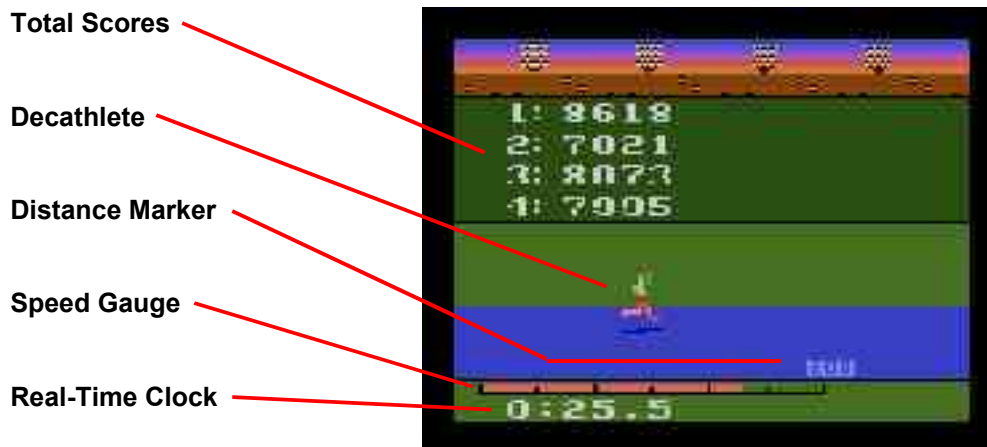 Total Scores
Decathlete
Distance Marker
Speed Gauge
Real-Time Clock
1:
2: 7021
3: 8073
4: 7905
0:25.5